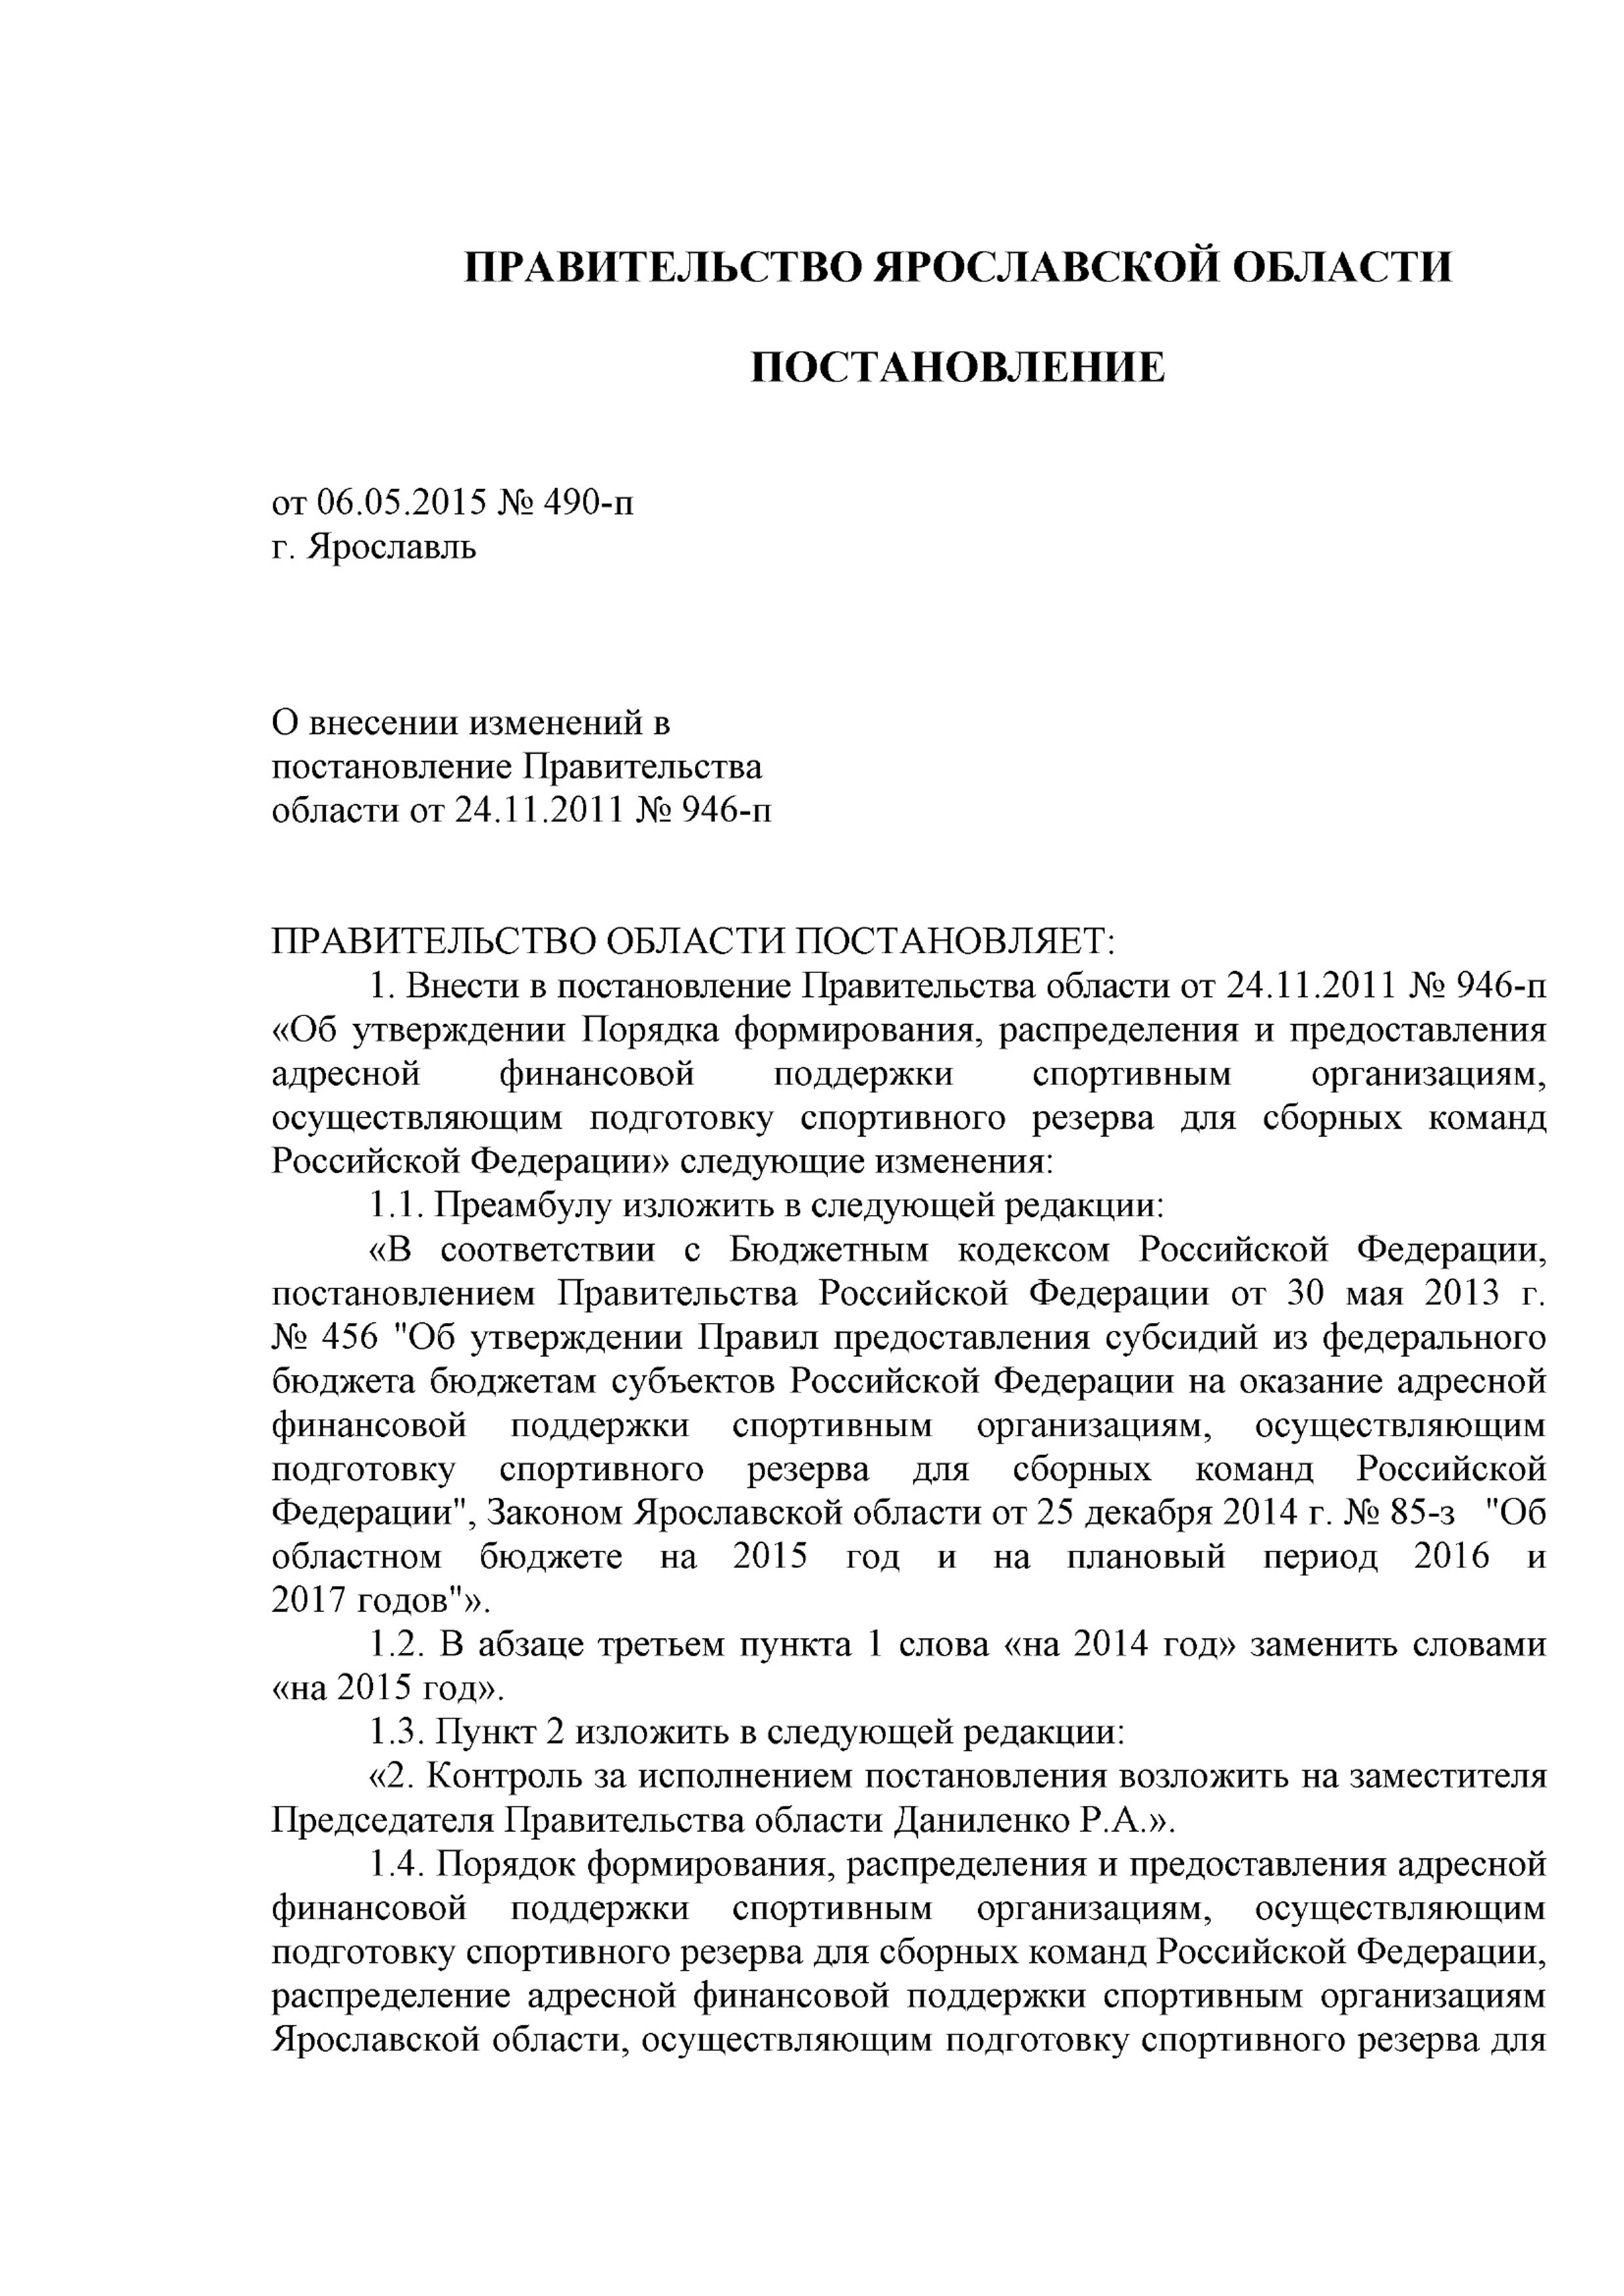 ПРАВИТЕЛЬСТВО ЯРОСЛАВСКОЙ ОБЛАСТИ
ПОСТАНОВЛЕНИЕ
от 06.05.2015 № 490-п
г. Ярославль
О внесении изменений в
постановление Правительства
области от 24.11.2011 № 946-п
ПРАВИТЕЛЬСТВО ОБЛАСТИ ПОСТАНОВЛЯЕТ:
1. Внести в постановление Правительства области от 24.11.2011 № 946-п
«Об утверждении Порядка формирования, распределения и предоставления
адресной финансовой поддержки спортивным организациям,
осуществляющим подготовку спортивного резерва для сборных команд
Российской Федерации» следующие изменения:
1.1. Преамбулу изложить в следующей редакции:
«В соответствии с Бюджетным кодексом Российской Федерации,
постановлением Правительства Российской Федерации от 30 мая 2013 г.
№ 456 "Об утверждении Правил предоставления субсидий из федерального
бюджета бюджетам субъектов Российской Федерации на оказание адресной
финансовой поддержки спортивным организациям, осуществляющим
подготовку спортивного резерва для сборных команд Российской
Федерации", Законом Ярославской области от 25 декабря 2014 г. № 85-з "Об
областном бюджете на 2015 год и на плановый период 2016 и
2017 годов"».
1.2. В абзаце третьем пункта 1 слова «на 2014 год» заменить словами
«на 2015 год».
1.3. Пункт 2 изложить в следующей редакции:
«2. Контроль за исполнением постановления возложить на заместителя
Председателя Правительства области Даниленко Р.А.».
1.4. Порядок формирования, распределения и предоставления адресной
финансовой поддержки спортивным организациям, осуществляющим
подготовку спортивного резерва для сборных команд Российской Федерации,
распределение адресной финансовой поддержки спортивным организациям
Ярославской области, осуществляющим подготовку спортивного резерва для